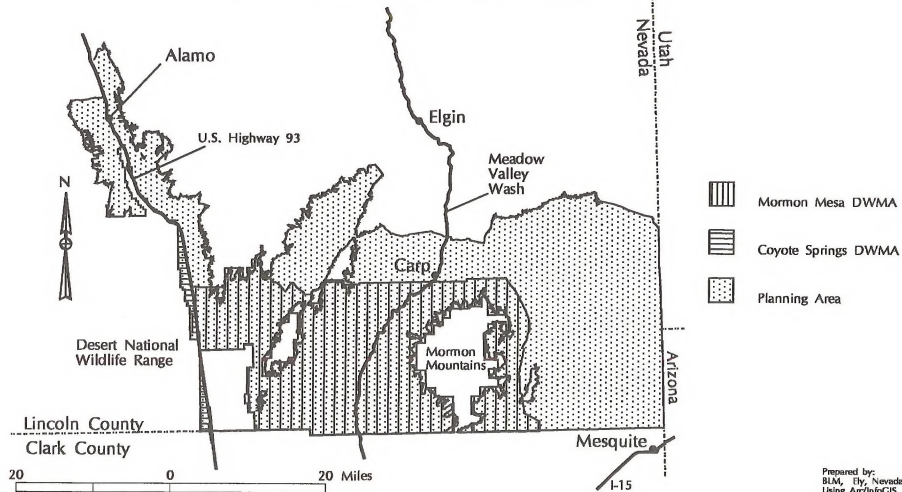 Utah
Nevada
Alamo
Elgin
U.S. Highway 93
Meadow
Valley
Wash
N
Mormon Mesa DWMA
Coyote Springs DWMA
Planning Area
Carp
Desert National
Wildlife Range
Mormon
Mountains
Arizona
Lincoln County
Clark County
Mesquite
20 0 20 Miles
I-15
Prepared by:
BLM, Ely, Nevada
Using Arc/InfoGIS